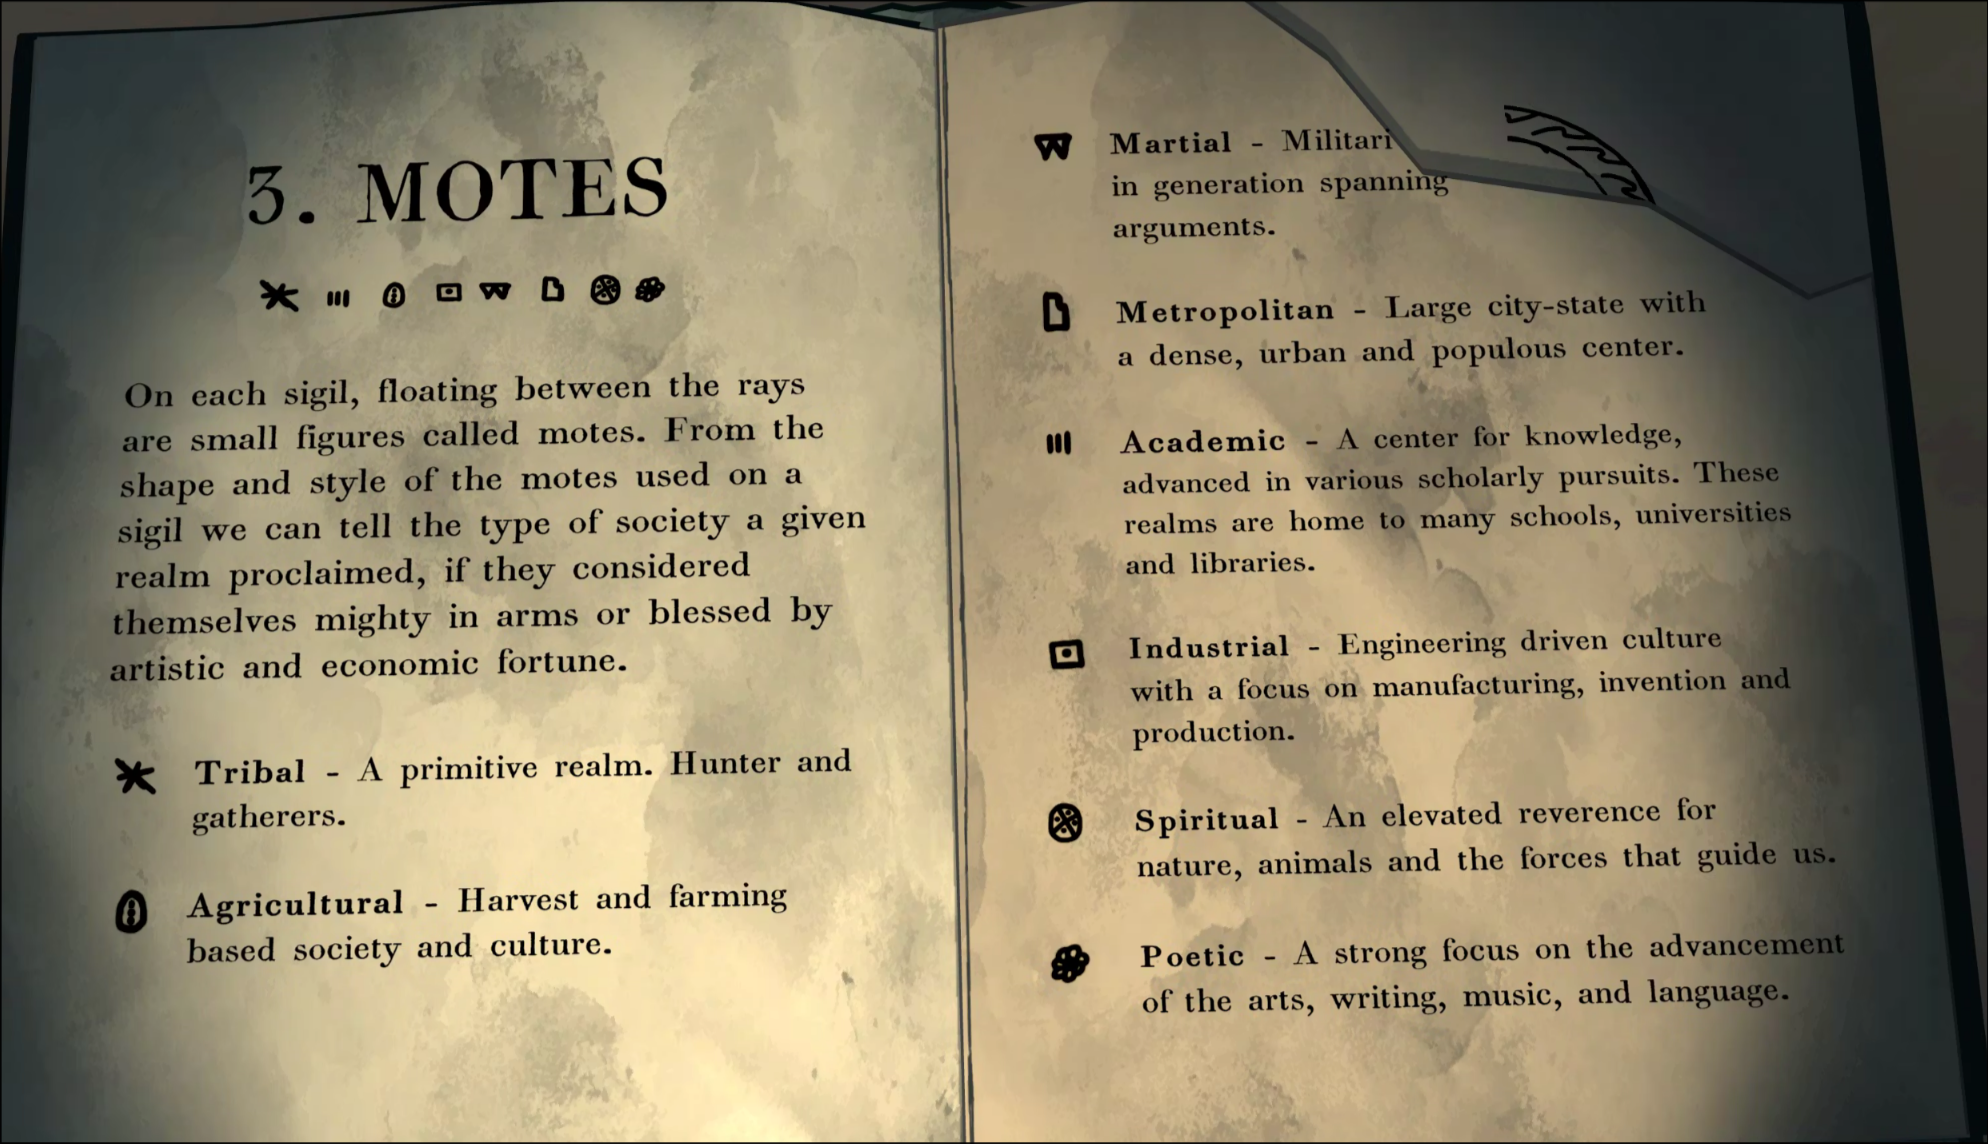 3. MOTES
On each sigil, floating between the rays
are small figures called motes. From the
shape and style of the motes used on a
sigil we can tell the type of society a given
realm proclaimed, if they considered
themselves mighty in arms or blessed by
artistic and economic fortune.
Tribal - A primitive realm. Hunter and
gatherers.
Agricultural - Harvest and farming
based society and culture.
Martial - Militari
in generation spanning
arguments.
Metropolitan - Large city-state with
a dense, urban and populous center.
Academic - A center for knowledge,
advanced in various scholarly pursuits. These
realms are home to many schools, universities
and libraries.
Industrial - Engineering driven culture
with a focus on manufacturing, invention and
production.
Spiritual - An elevated reverence for
nature, animals and the forces that guide us.
Poetic - A strong focus on the advancement
of the arts, writing, music, and language.